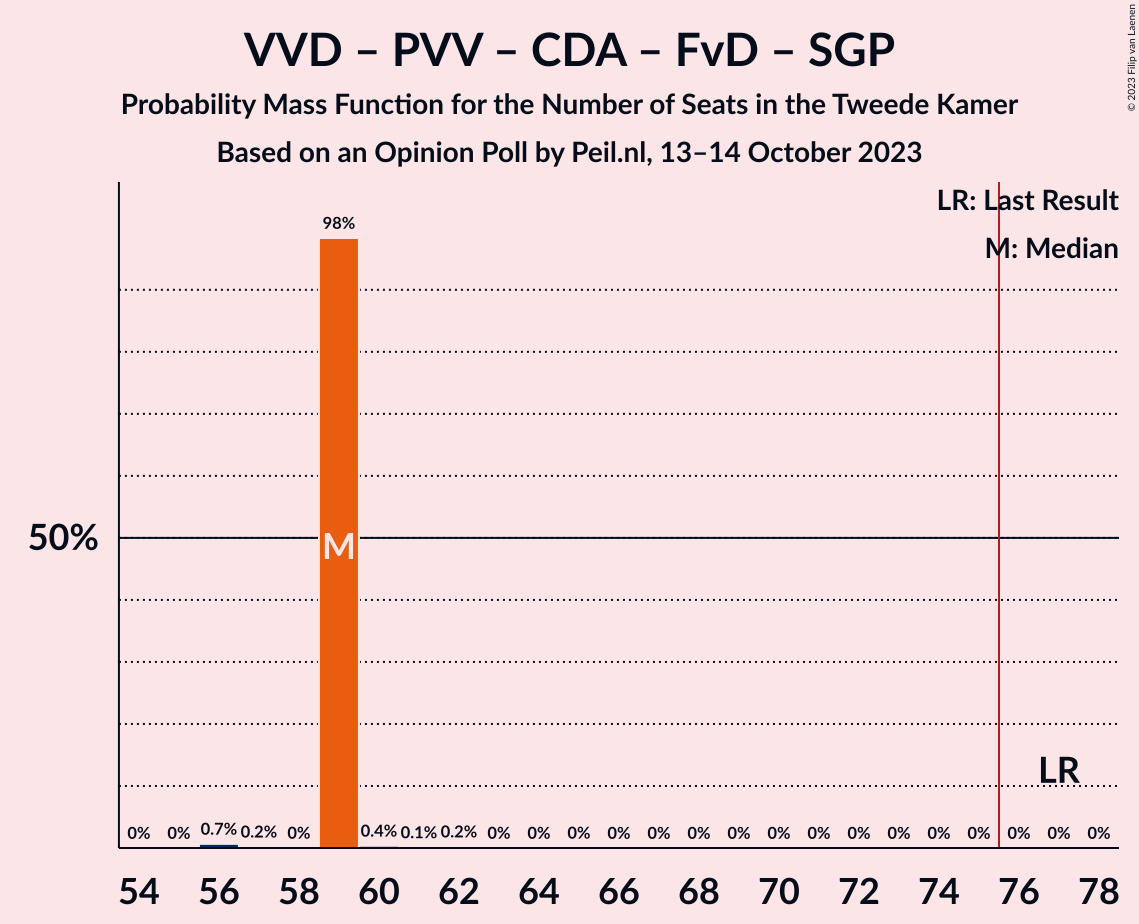 VVD – PVV – CDA – FvD – SGP
Probability Mass Function for the Number of Seats in the Tweede Kamer
Based on an Opinion Poll by Peil.nl, 13–14 October 2023
© 2023 Filip van Laenen
LR: Last Result
M: Median
98%
50%
M
LR
0% 0% 0.7% 0.2% 0% 0.4% 0.1% 0.2% 0% 0% 0% 0% 0% 0% 0% 0% 0% 0% 0% 0% 0% 0% 0% 0%
54 56 58 60 62 64 66 68 70 72 74 76 78